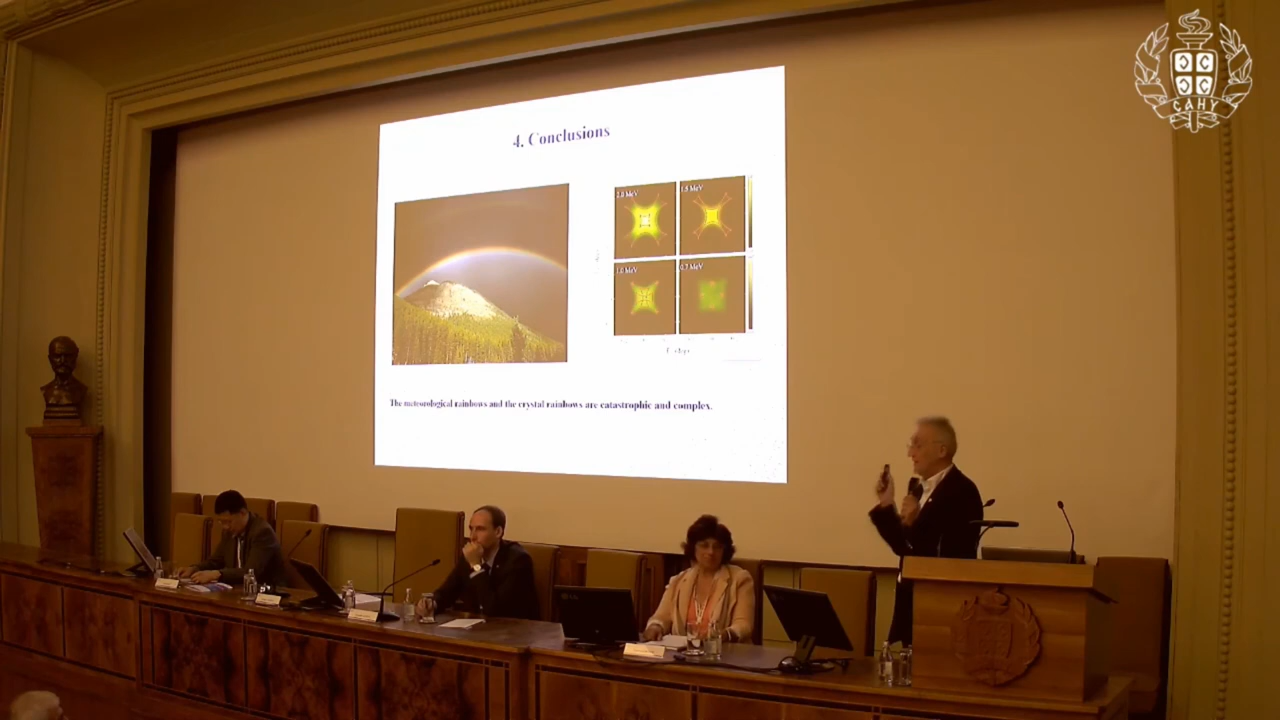 4. Conclusions
2.0 MeV
1.5 MeV
1.0 MeV
0.7 MeV
The meteorological rainbows and the crystal rainbows are catastrophic and complex.
САНУ